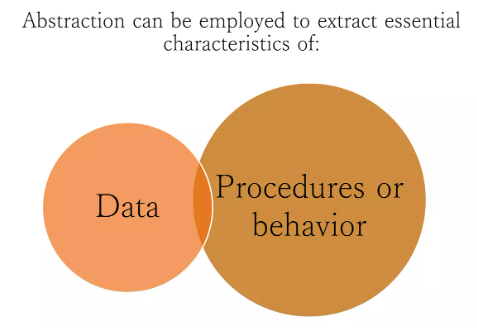 Abstraction can be employed to extract essential
characteristics of:
Data
Procedures or
behavior